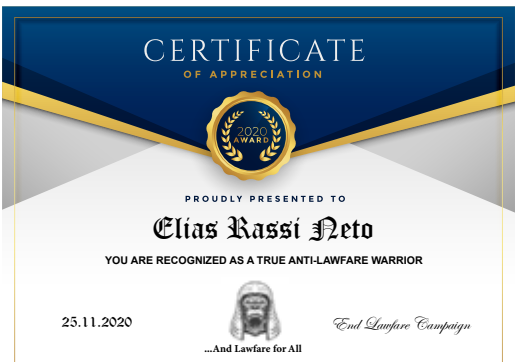 CERTIFICATE
OF APPRECIATION
2020
AWARD
PROUDLY PRESENTED TO
Elias Rassi Neto
YOU ARE RECOGNIZED AS A TRUE ANTI-LAWFARE WARRIOR
25.11.2020
End Lawfare Campaign
...And Lawfare for All